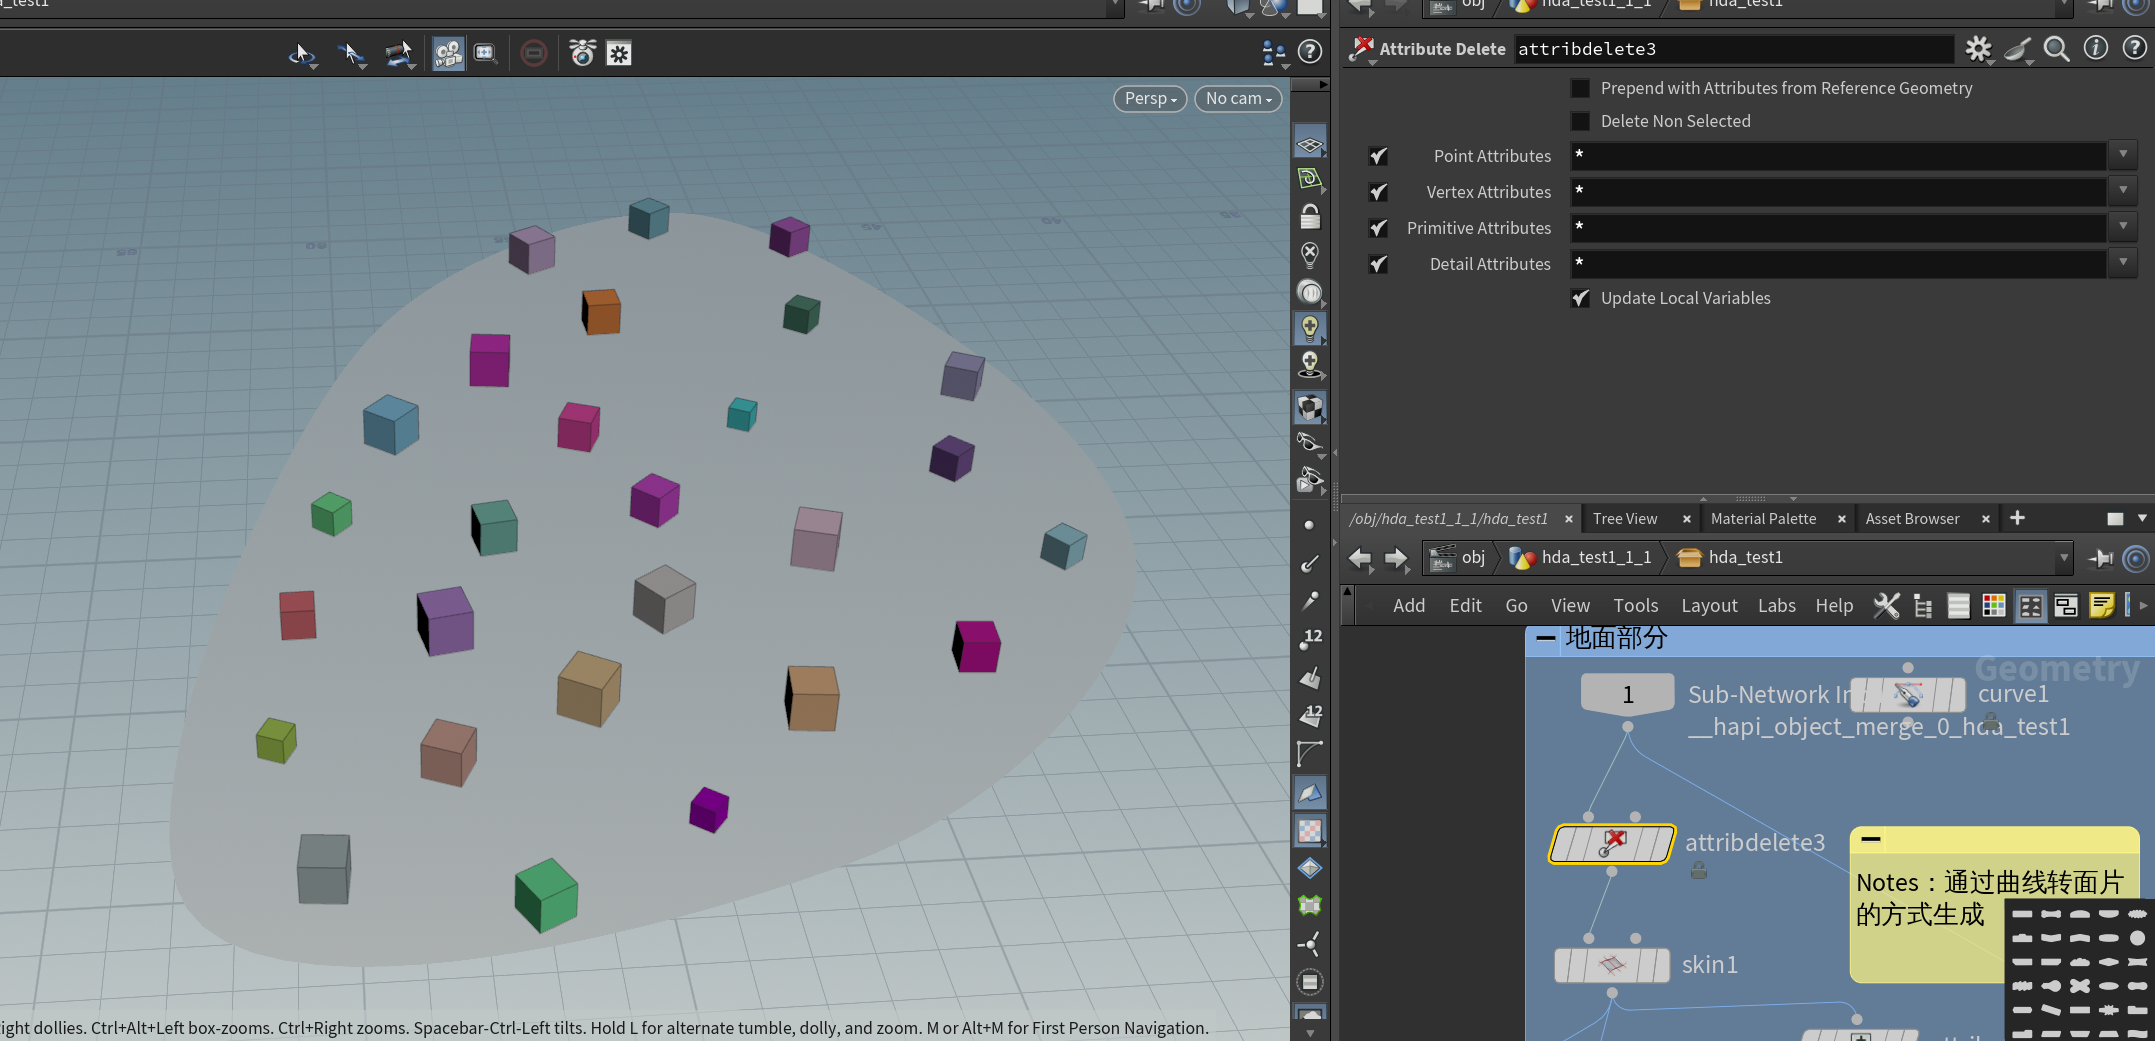 _test1
obj
hda_test1_1_1
hda_test1
Attribute Delete
attribdelete3
Persp
No cam
Prepend with Attributes from Reference Geometry
Delete Non Selected
Point Attributes
*
Vertex Attributes
*
Primitive Attributes
*
Detail Attributes
*
Update Local Variables
12
12
/obj/hda_test1_1_1/hda_test1
Tree View
Material Palette
Asset Browser
obj
hda_test1_1_1
hda_test1
Add
Edit
Go
View
Tools
Layout
Labs
Help
地面部分
Geometry
1
Sub-Network In
curve1
__hapi_object_merge_0_hda_test1
attribdelete3
Notes：通过曲线转面片
的方式生成
skin1
ight dollies. Ctrl+Alt+Left box-zooms. Ctrl+Right zooms. Spacebar-Ctrl-Left tilts. Hold L for alternate tumble, dolly, and zoom. M or Alt+M for First Person Navigation.